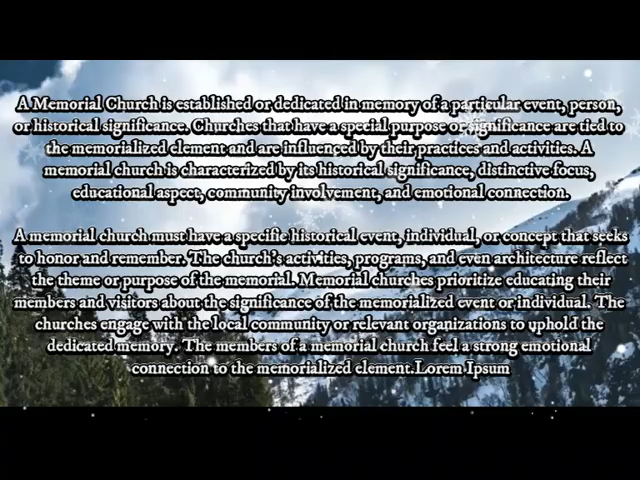 A Memorial Church is established or dedicated in memory of a particular event, person,
or historical significance. Churches that have a special purpose or significance are tied to
the memorialized element and are influenced by their practices and activities. A
memorial church is characterized by its historical significance, distinctive focus,
educational aspect, community involvement, and emotional connection.
A memorial church must have a specific historical event, individual, or concept that seeks
to honor and remember. The church's activities, programs, and even architecture reflect
the theme or purpose of the memorial. Memorial churches prioritize educating their
members and visitors about the significance of the memorialized event or individual. The
churches engage with the local community or relevant organizations to uphold the
dedicated memory. The members of a memorial church feel a strong emotional
connection to the memorialized element.Lorem Ipsum